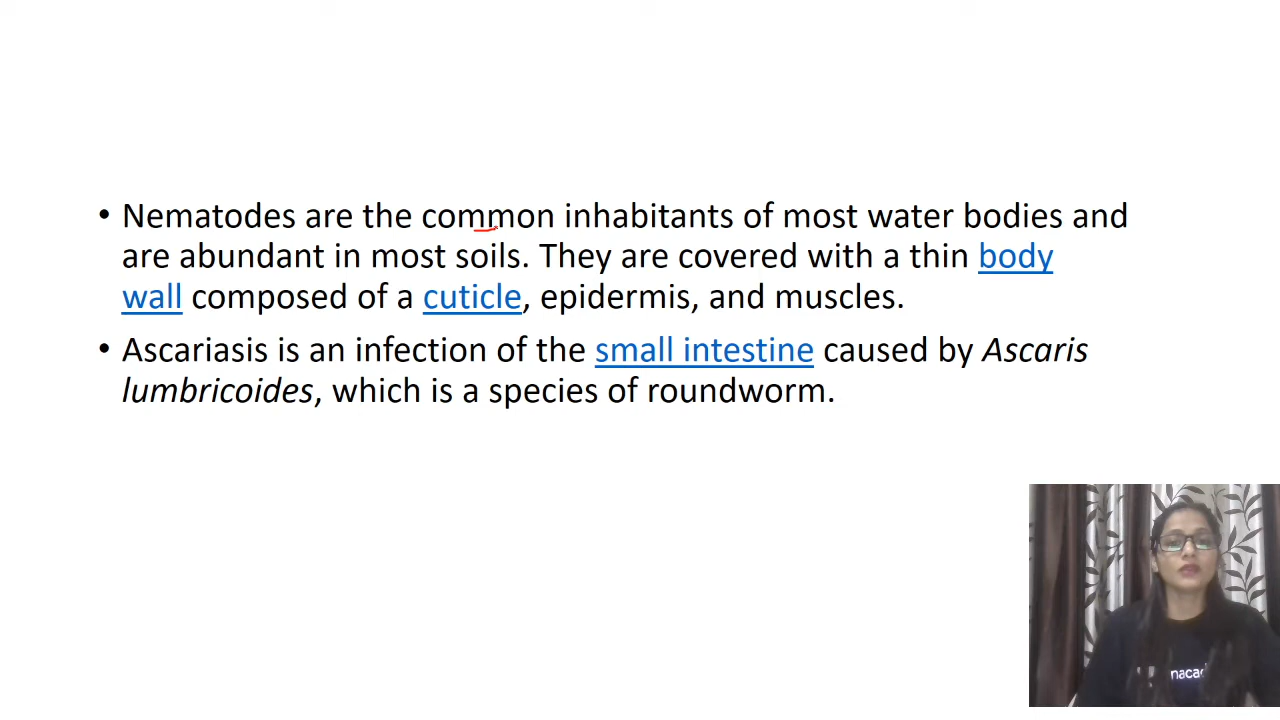 • Nematodes are the common inhabitants of most water bodies and
are abundant in most soils. They are covered with a thin body
wall composed of a cuticle, epidermis, and muscles.
• Ascariasis is an infection of the small intestine caused by Ascaris
lumbricoides, which is a species of roundworm.